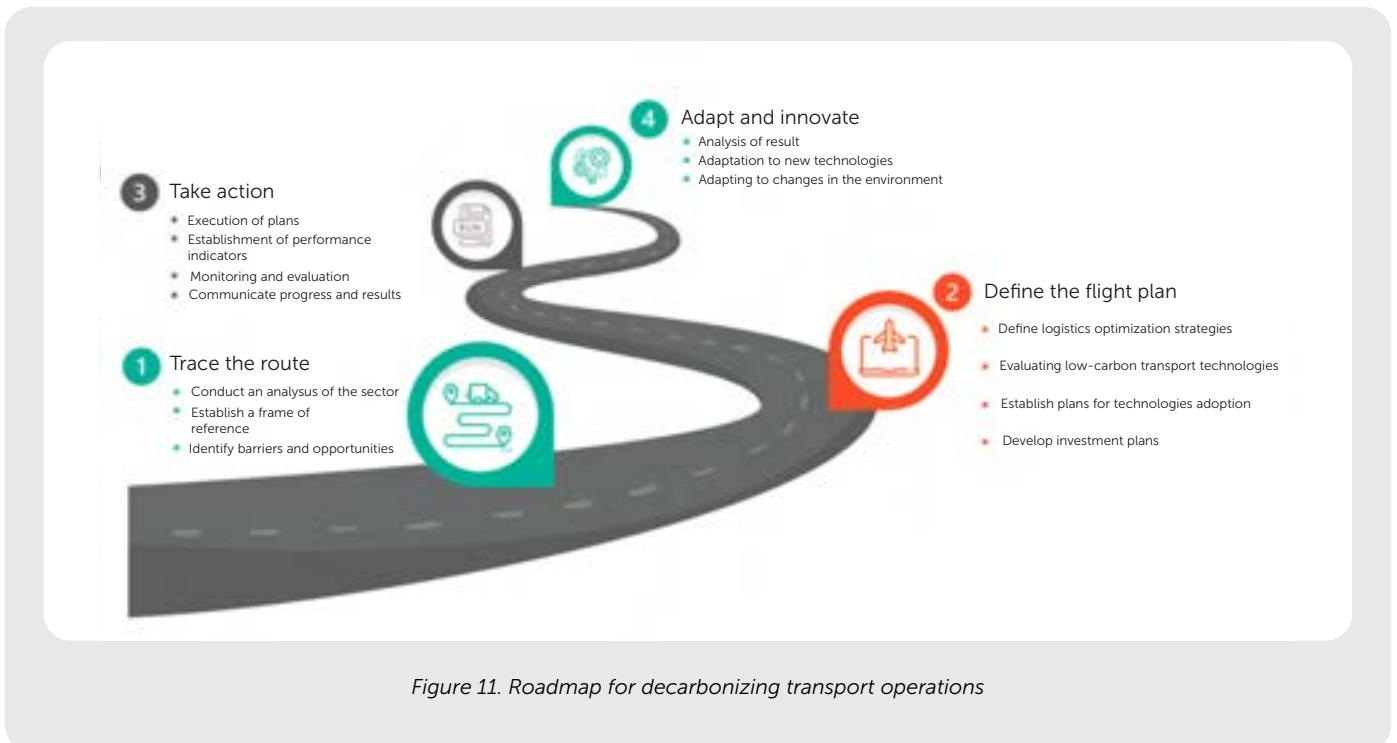 4
Adapt and innovate
Analysis of result
Adaptation to new technologies
Adapting to changes in the environment
3
Take action
Execution of plans
Establishment of performance
indicators
Monitoring and evaluation
Communicate progress and results
2
Define the flight plan
Define logistics optimization strategies
Evaluating low-carbon transport technologies
Establish plans for technologies adoption
Develop investment plans
1
Trace the route
Conduct an analysus of the sector
Establish a frame of
reference
Identify barriers and opportunities
Figure 11. Roadmap for decarbonizing transport operations